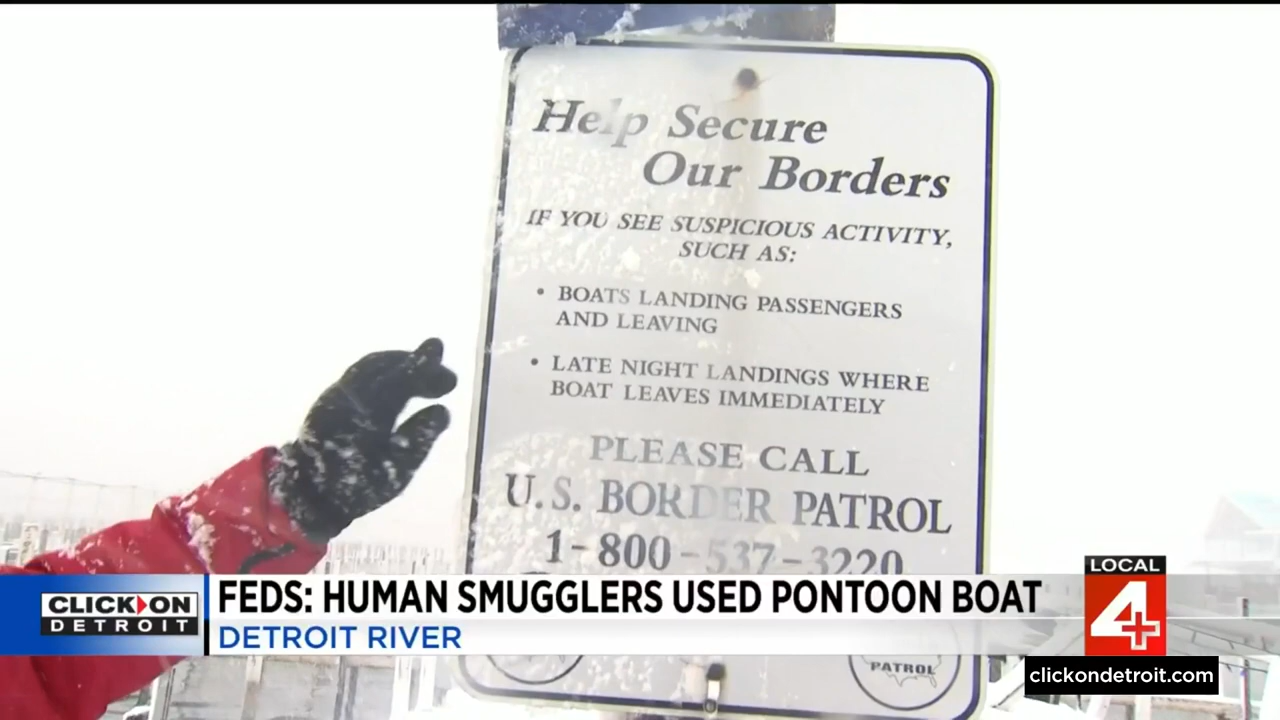 Help Secure
Our Borders
IF YOU SEE SUSPICIOUS ACTIVITY,
SUCH AS:
• BOATS LANDING PASSENGERS
AND LEAVING
• LATE NIGHT LANDINGS WHERE
BOAT LEAVES IMMEDIATELY
PLEASE CALL
U.S. BORDER PATROL
1-800-537-3220
PATROL
CLICK ON
DETROIT
FEDS: HUMAN SMUGGLERS USED PONTOON BOAT
DETROIT RIVER
LOCAL
4+
clickondetroit.com